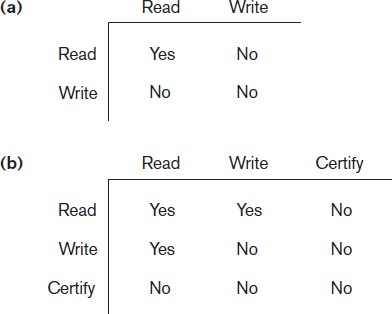 (a) Read Write
Read Yes No
Write No No
(b) Read Write Certify
Read Yes Yes No
Write Yes No No
Certify No No No